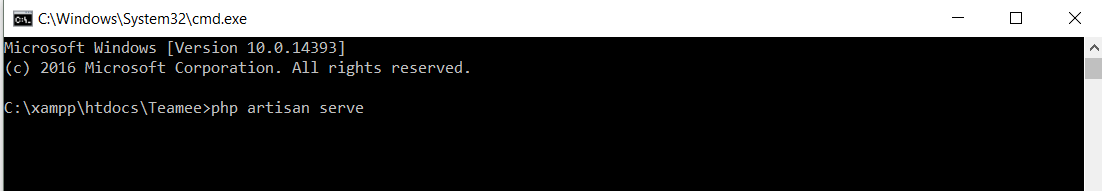 C:\Windows\System32\cmd.exe
Microsoft Windows [Version 10.0.14393]
(c) 2016 Microsoft Corporation. All rights reserved.
C:\xampp\htdocs\Teamee>php artisan serve